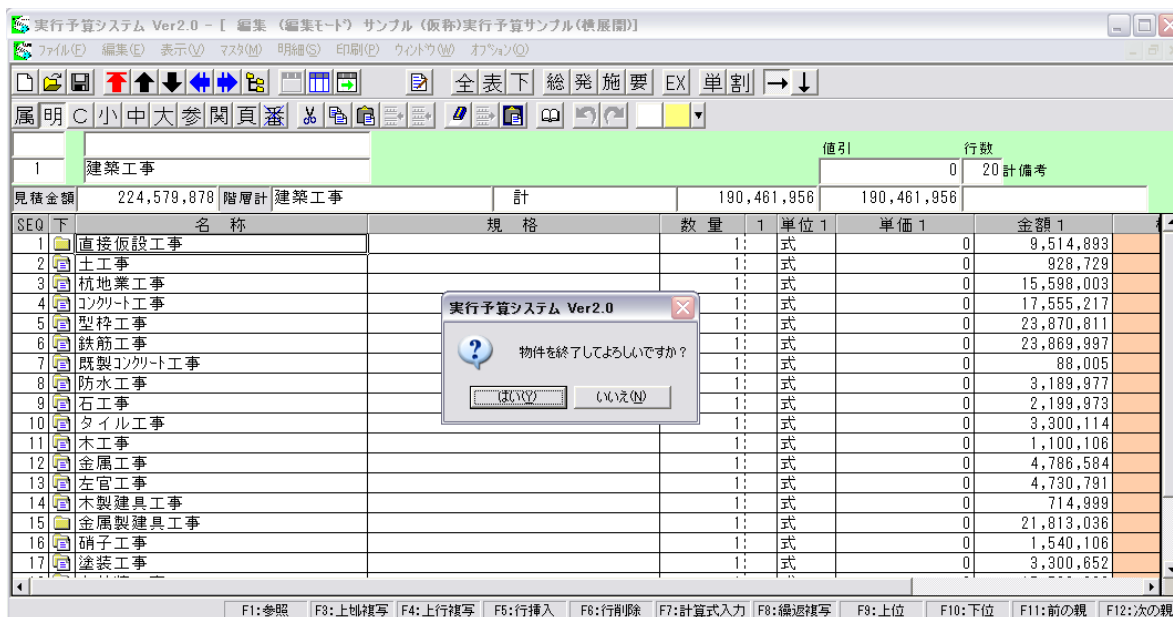 実行予算システム Ver2.0 - [ 編集 (編集モード) サンプル (仮称)実行予算サンプル(横展開)]
ファイル(F) 編集(E) 表示(V) マスタ(M) 明細(S) 印刷(P) ウィンドウ(W) オプション(O)
全 表 下 総 発 施 要 EX 単 割 → ↓
属 明 C 小 中 大 参 関 頁 番
値引 行数
1 建築工事 0 20 計備考
見積金額 224,579,878 階層計 建築工事 計 190,461,956 190,461,956
SEQ 下 名 称 規 格 数 量 1 単位 1 単価 1 金額 1
1 直接仮設工事 1 式 0 9,514,893
2 土工事 1 式 0 928,729
3 杭地業工事 1 式 0 15,598,003
4 コンクリート工事 1 式 0 17,555,217
5 型枠工事 1 式 0 23,870,811
6 鉄筋工事 1 式 0 23,869,997
7 既製コンクリート工事 1 式 0 88,005
8 防水工事 1 式 0 3,189,977
9 石工事 1 式 0 2,199,973
10 タイル工事 1 式 0 3,300,114
11 木工事 1 式 0 1,100,106
12 金属工事 1 式 0 4,786,584
13 左官工事 1 式 0 4,730,791
14 木製建具工事 1 式 0 714,999
15 金属製建具工事 1 式 0 21,813,036
16 硝子工事 1 式 0 1,540,106
17 塗装工事 1 式 0 3,300,652
実行予算システム Ver2.0
物件を終了してよろしいですか?
はい(Y) いいえ(N)
F1:参照 F3:上セル複写 F4:上行複写 F5:行挿入 F6:行削除 F7:計算式入力 F8:繰返複写 F9:上位 F10:下位 F11:前の親 F12:次の親